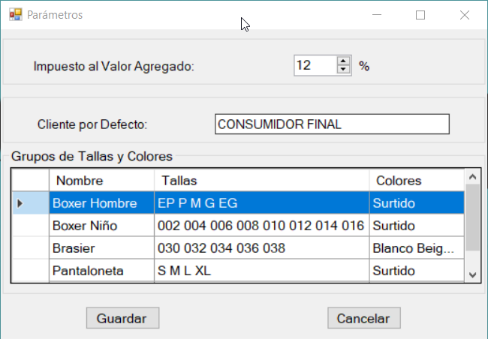 Parámetros
Impuesto al Valor Agregado: 12 %
Cliente por Defecto: CONSUMIDOR FINAL
Grupos de Tallas y Colores
Nombre Tallas Colores
Boxer Hombre EP P M G EG Surtido
Boxer Niño 002 004 006 008 010 012 014 016 Surtido
Brasier 030 032 034 036 038 Blanco Beig...
Pantaloneta S M L XL Surtido
Guardar Cancelar